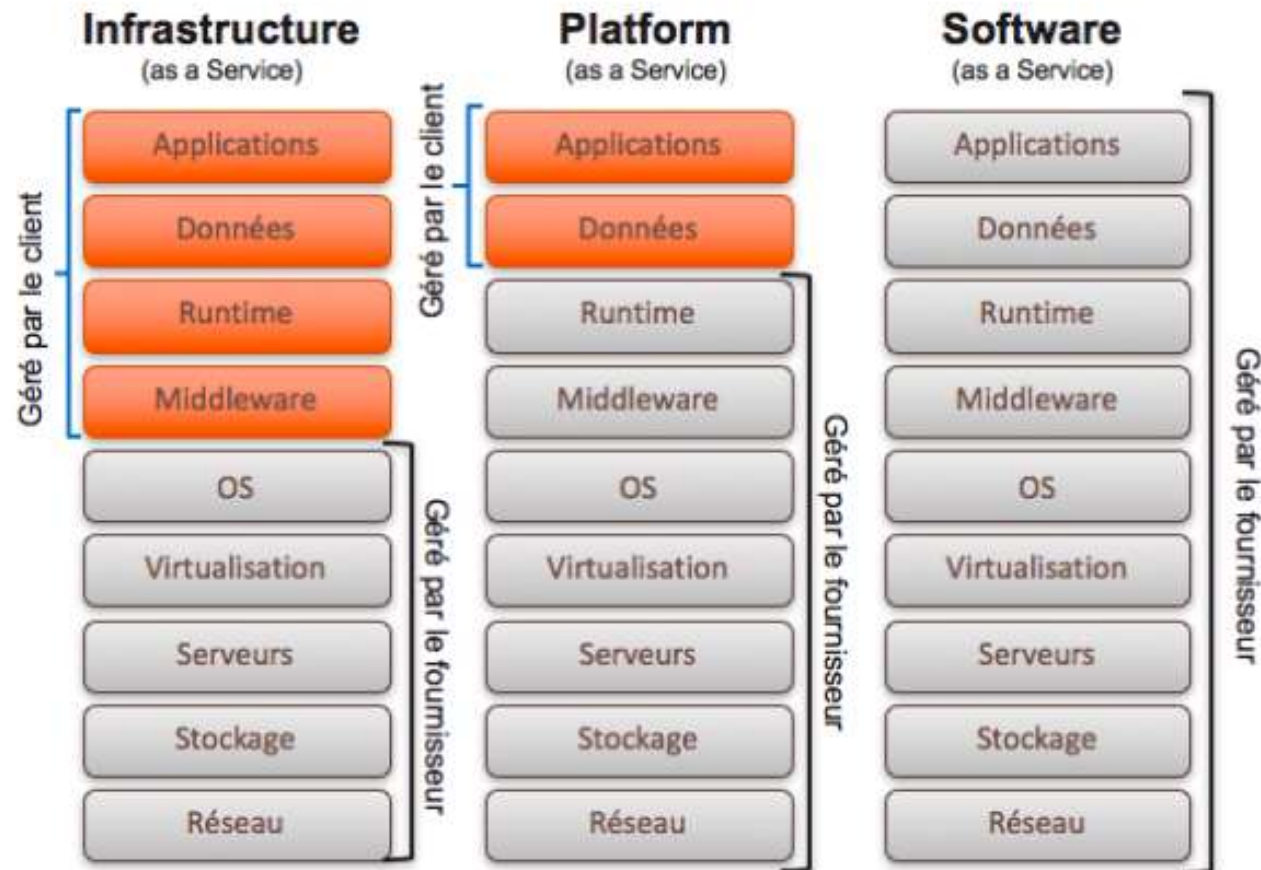 Infrastructure
(as a Service)
Géré par le client
Applications
Données
Runtime
Middleware
OS
Virtualisation
Serveurs
Stockage
Réseau
Géré par le fournisseur
Platform
(as a Service)
Géré par le client
Applications
Données
Runtime
Middleware
OS
Virtualisation
Serveurs
Stockage
Réseau
Géré par le fournisseur
Software
(as a Service)
Applications
Données
Runtime
Middleware
OS
Virtualisation
Serveurs
Stockage
Réseau
Géré par le fournisseur